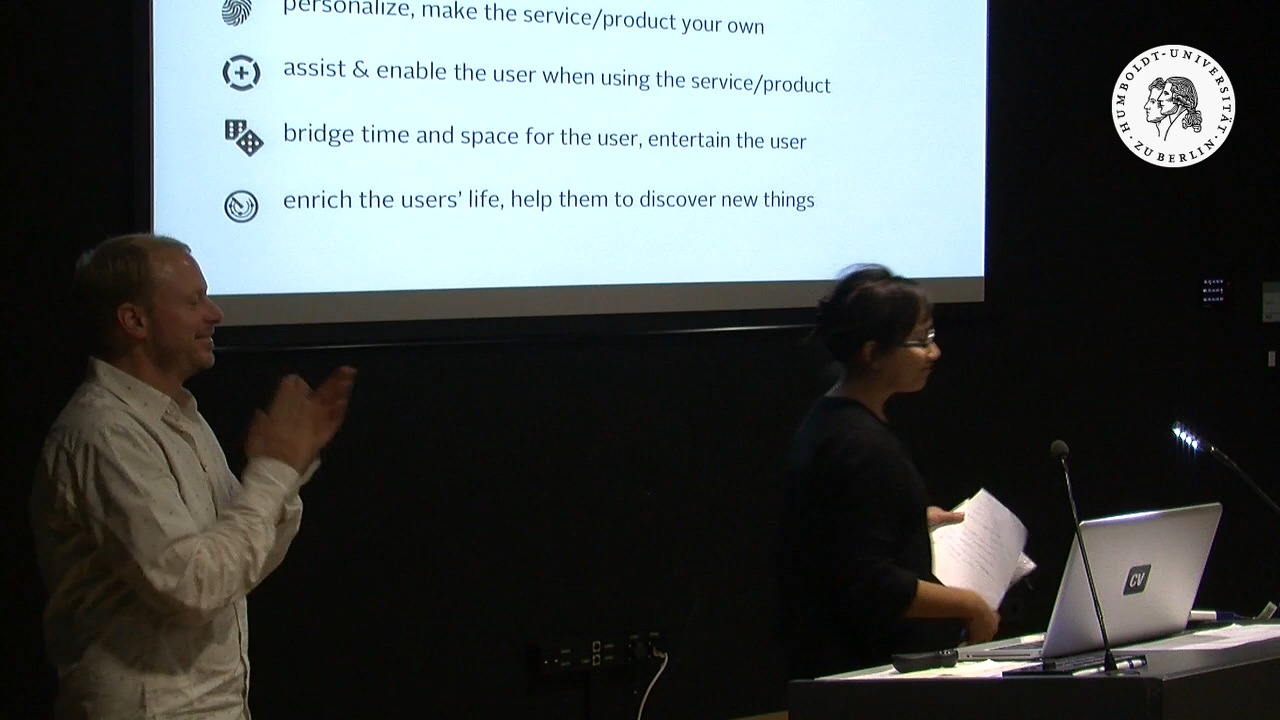 personalize, make the service/product your own
assist & enable the user when using the service/product
bridge time and space for the user, entertain the user
enrich the users' life, help them to discover new things
HUMBOLDT-UNIVERSITÄT
ZU BERLIN
CV